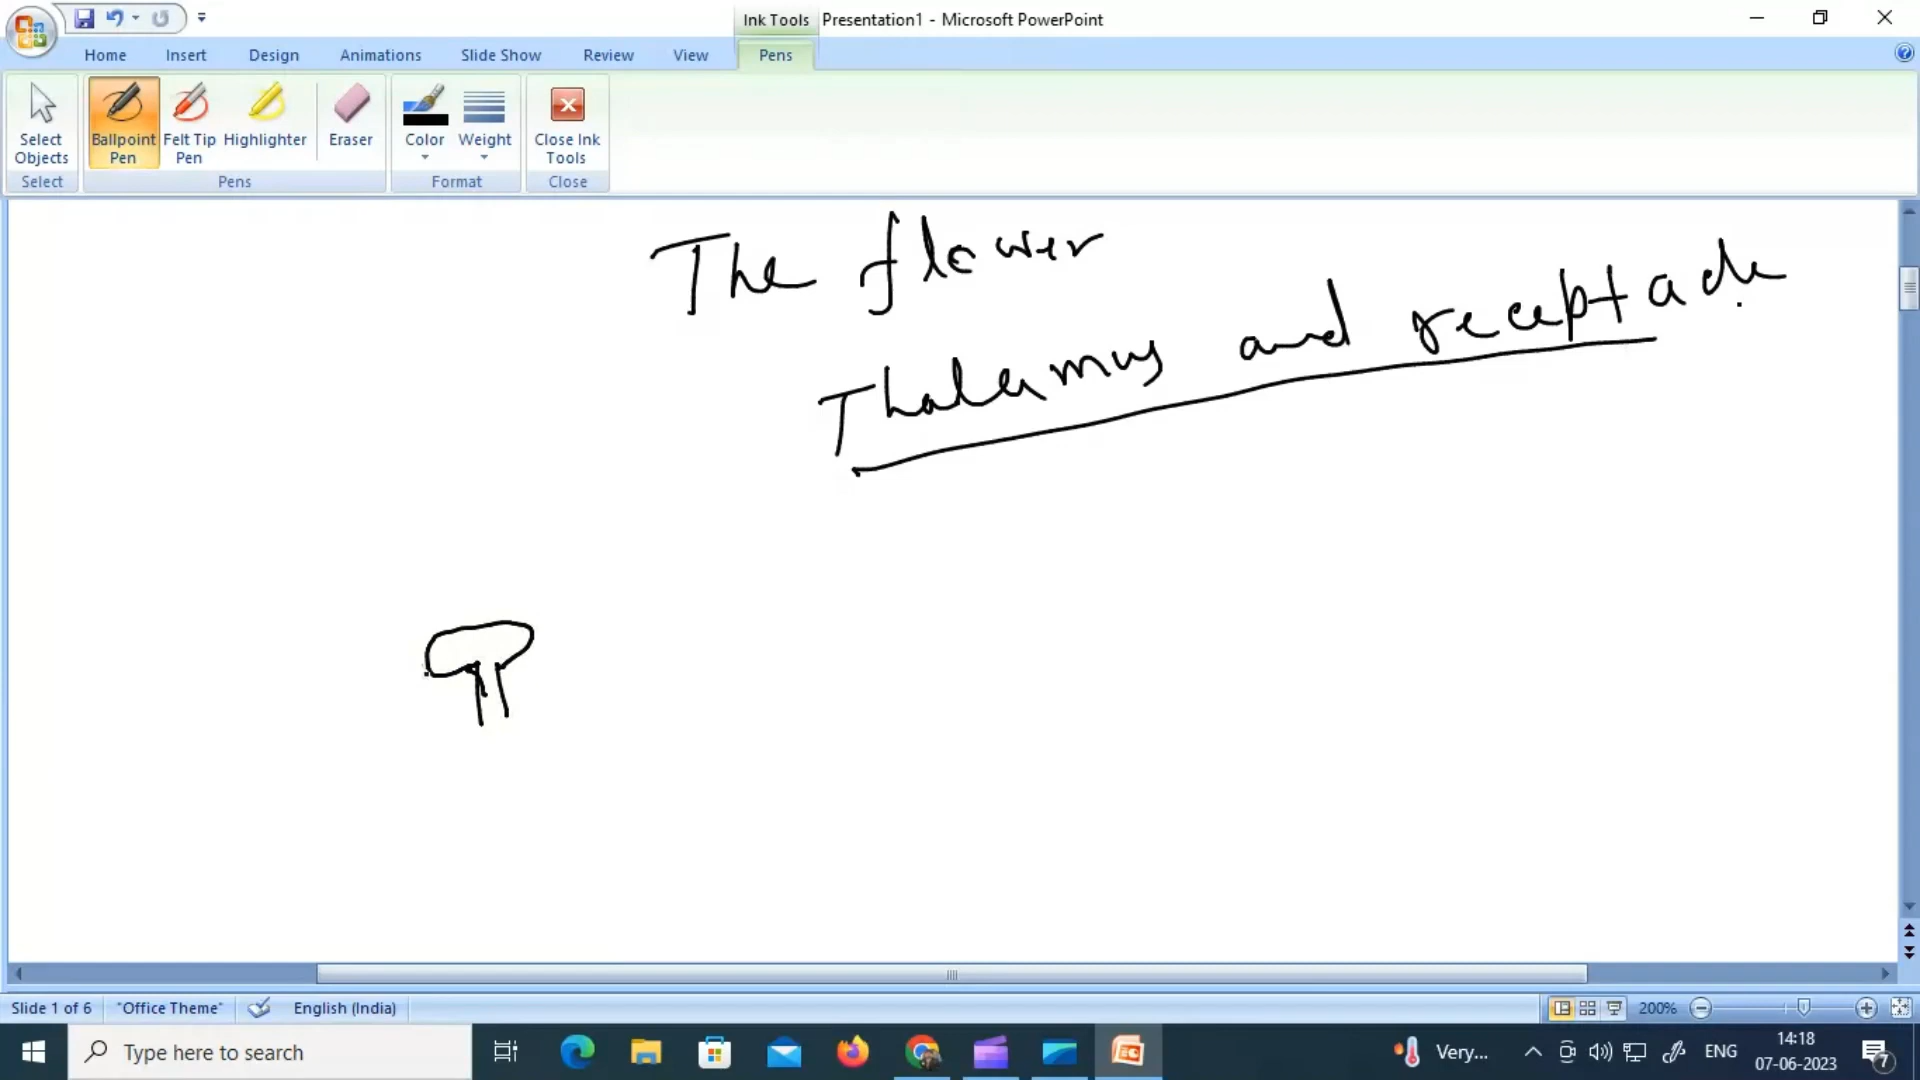 Ink Tools Presentation1 - Microsoft PowerPoint
Home Insert Design Animations Slide Show Review View Pens
Select Objects Ballpoint Pen Felt Tip Pen Highlighter Eraser Color Weight Close Ink Tools
Select Pens Format Close
The flower
Thalamus and
Slide 1 of 6 "Office Theme" English (India) 200%
Type here to search Very... ENG 14:18
07-06-2023 7